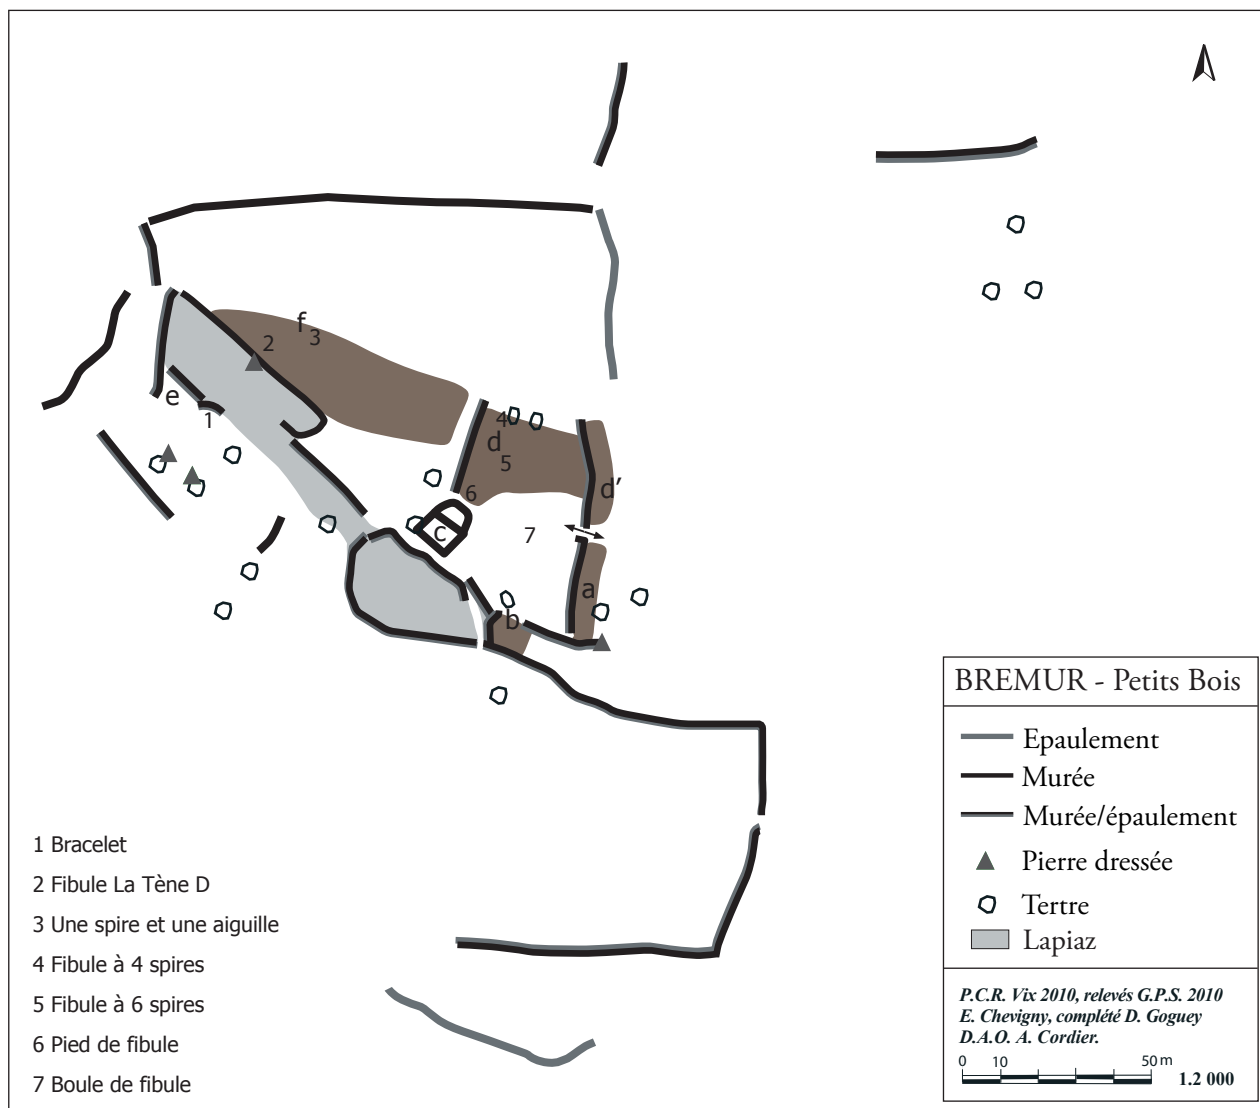 f
3
2
e
1
4
d
5
6
d'
c
7
a
b
BREMUR - Petits Bois
Epaulement
Murée
Murée/épaulement
Pierre dressée
Tertre
Lapiaz
P.C.R. Vix 2010, relevés G.P.S. 2010
E. Chevigny, complété D. Goguey
D.A.O. A. Cordier.
0 10 50 m
1.2 000
1 Bracelet
2 Fibule La Tène D
3 Une spire et une aiguille
4 Fibule à 4 spires
5 Fibule à 6 spires
6 Pied de fibule
7 Boule de fibule